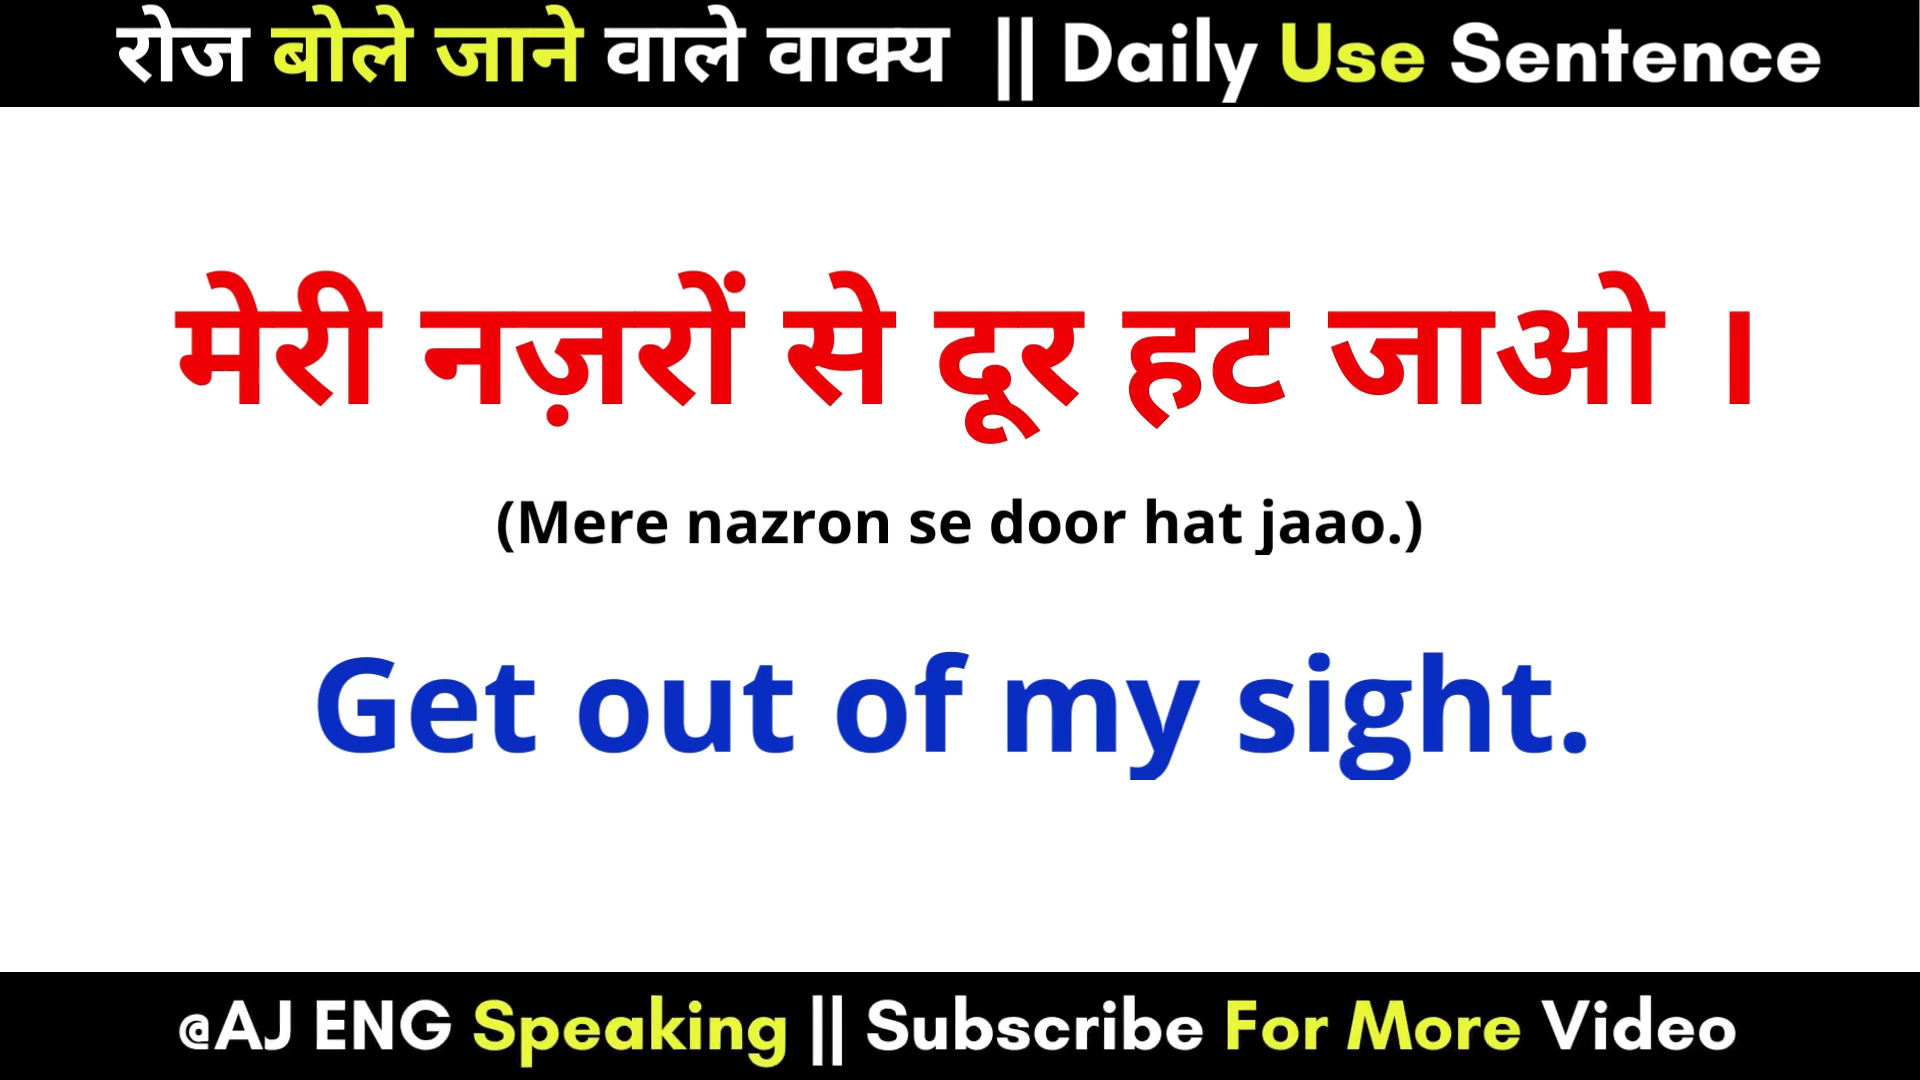 रोज बोले जाने वाले वाक्य || Daily Use Sentence
मेरी नज़रों से दूर हट जाओ ।
(Mere nazron se door hat jaao.)
Get out of my sight.
@AJ ENG Speaking || Subscribe For More Video